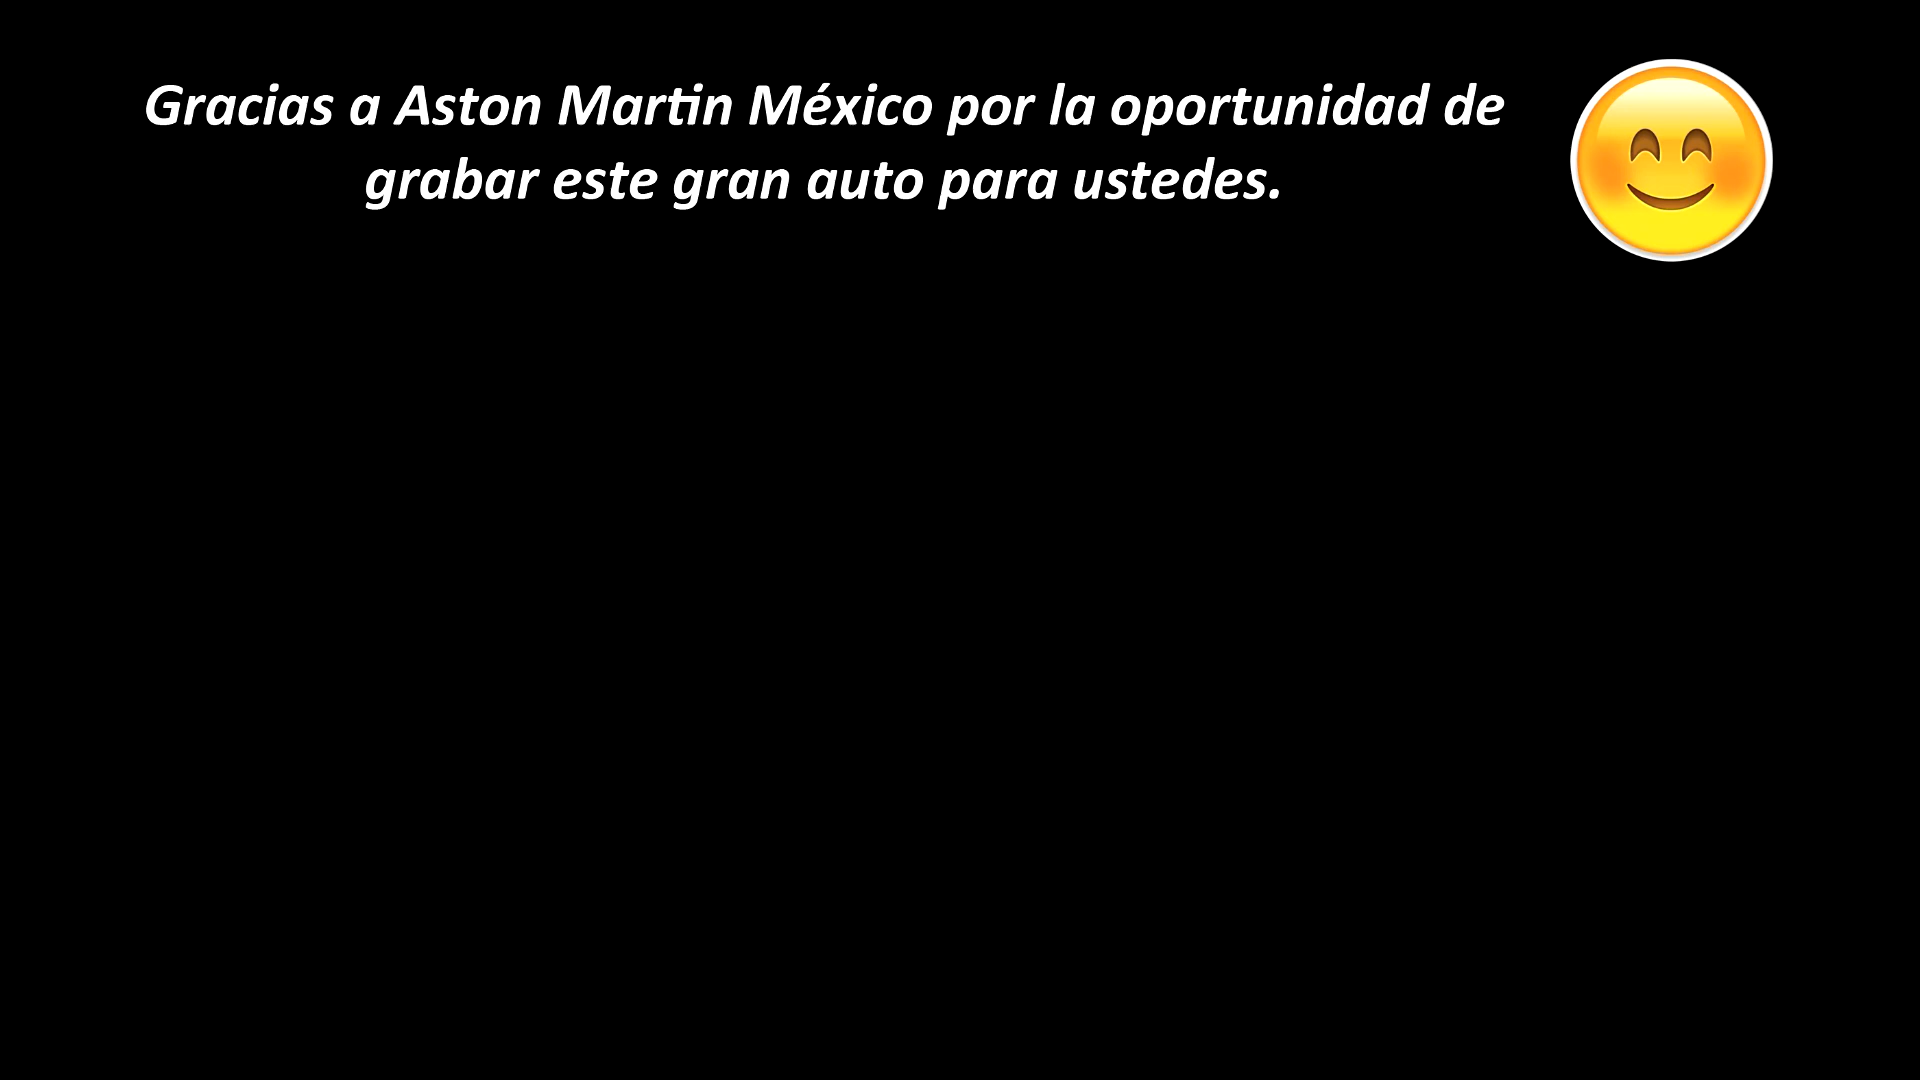 Gracias a Aston Martin México por la oportunidad de
grabar este gran auto para ustedes.